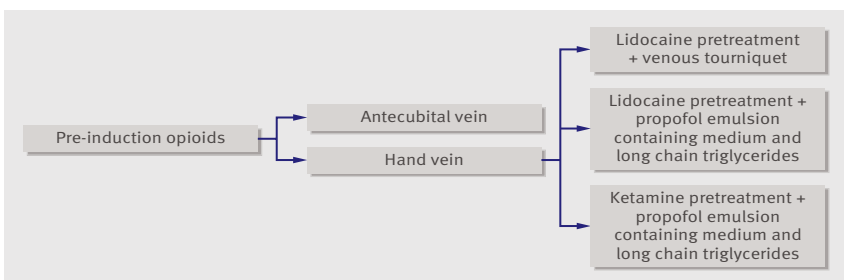 Pre-induction opioids
Antecubital vein
Hand vein
Lidocaine pretreatment
+ venous tourniquet
Lidocaine pretreatment +
propofol emulsion
containing medium and
long chain triglycerides
Ketamine pretreatment +
propofol emulsion
containing medium and
long chain triglycerides